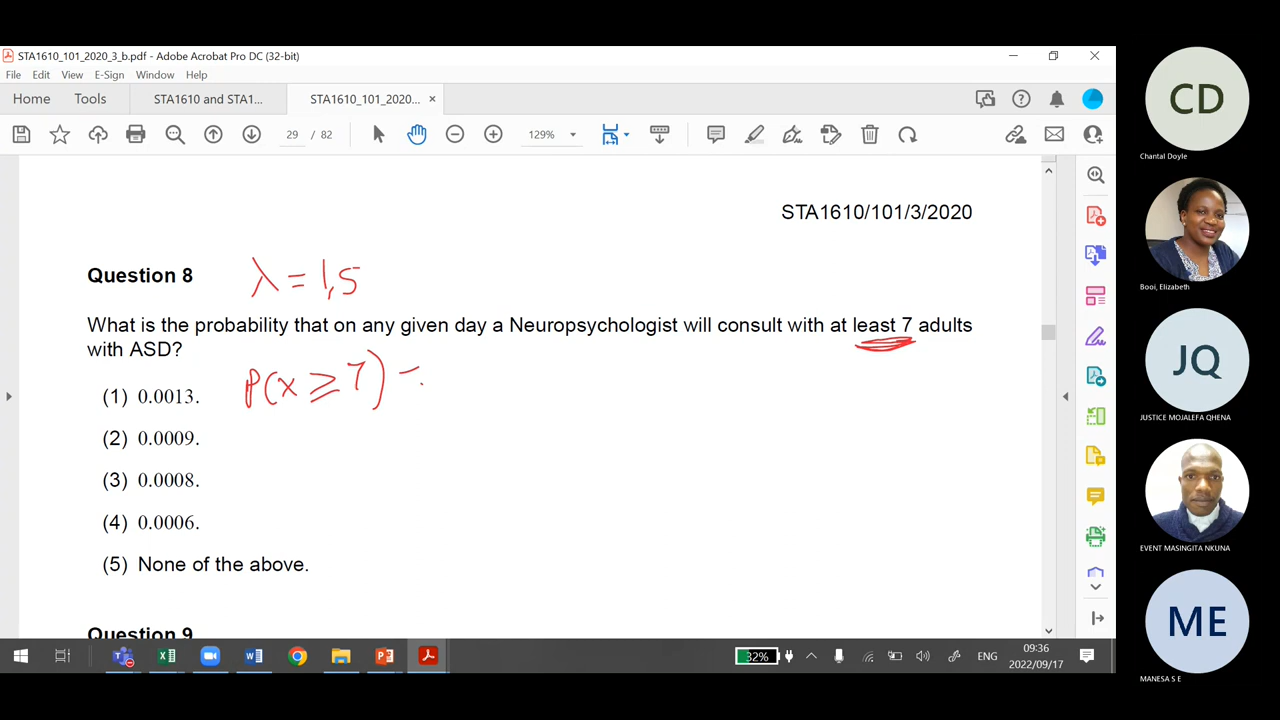 STA1610_101_2020_3_b.pdf - Adobe Acrobat Pro DC (32-bit)
File Edit View E-Sign Window Help
Home Tools STA1610 and STA1... STA1610_101_2020... ×
29 / 82 129%
STA1610/101/3/2020
Question 8 λ = 1,5
What is the probability that on any given day a Neuropsychologist will consult with at least 7 adults
with ASD?
P(x ≥ 7) =
(1) 0.0013.
(2) 0.0009.
(3) 0.0008.
(4) 0.0006.
(5) None of the above.
Question 9
32% ENG 09:36
2022/09/17
CD
Chantal Doyle
Booi, Elizabeth
JQ
JUSTICE MOJALEFA QHENA
EVENT MASINGITA NKUNA
ME
MANESA S E